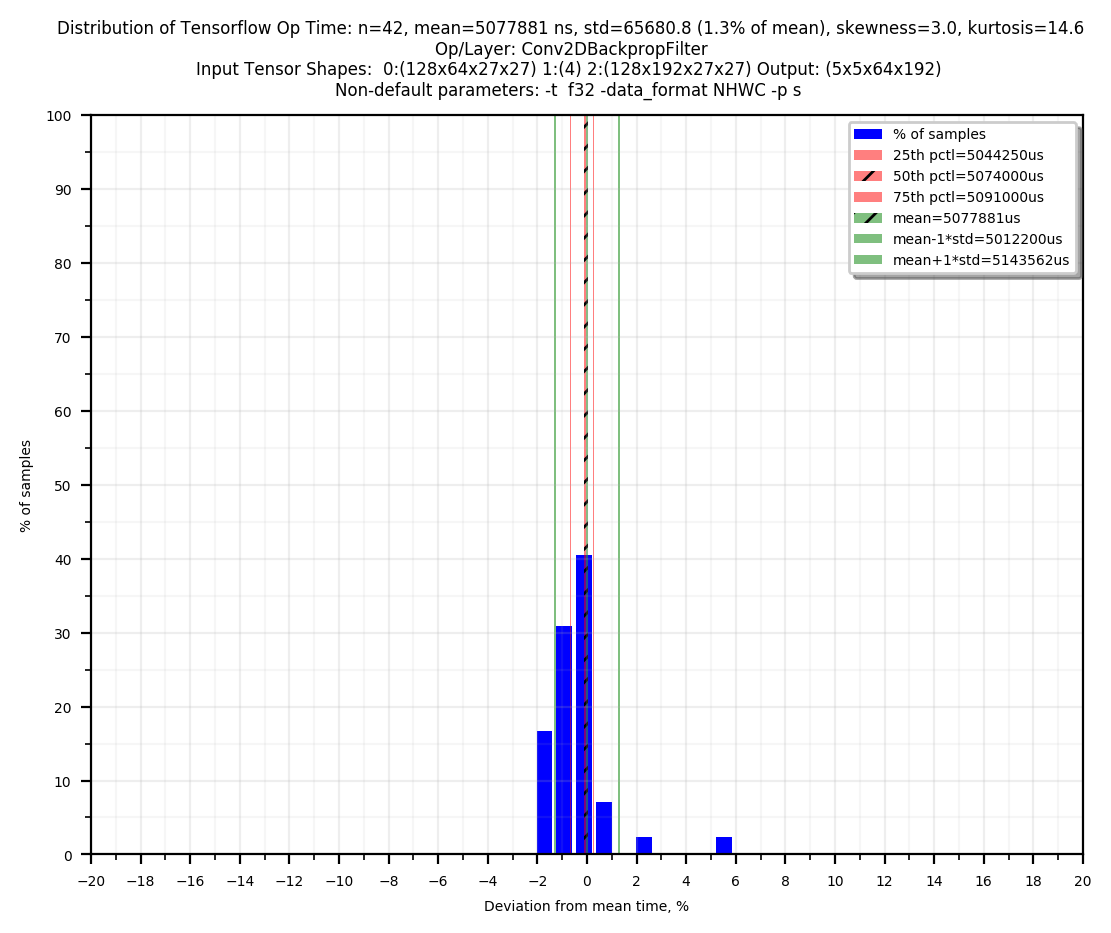 Distribution of Tensorflow Op Time: n=42, mean=5077881 ns, std=65680.8 (1.3% of mean), skewness=3.0, kurtosis=14.6
Op/Layer: Conv2DBackpropFilter
Input Tensor Shapes:  0:(128x64x27x27) 1:(4) 2:(128x192x27x27) Output: (5x5x64x192)
Non-default parameters: -t  f32 -data_format NHWC -p s
% of samples
25th pctl=5044250us
50th pctl=5074000us
75th pctl=5091000us
mean=5077881us
mean-1*std=5012200us
mean+1*std=5143562us
100
90
80
70
60
50
40
30
20
10
0
% of samples
−20 −18 −16 −14 −12 −10 −8 −6 −4 −2 0 2 4 6 8 10 12 14 16 18 20
Deviation from mean time, %